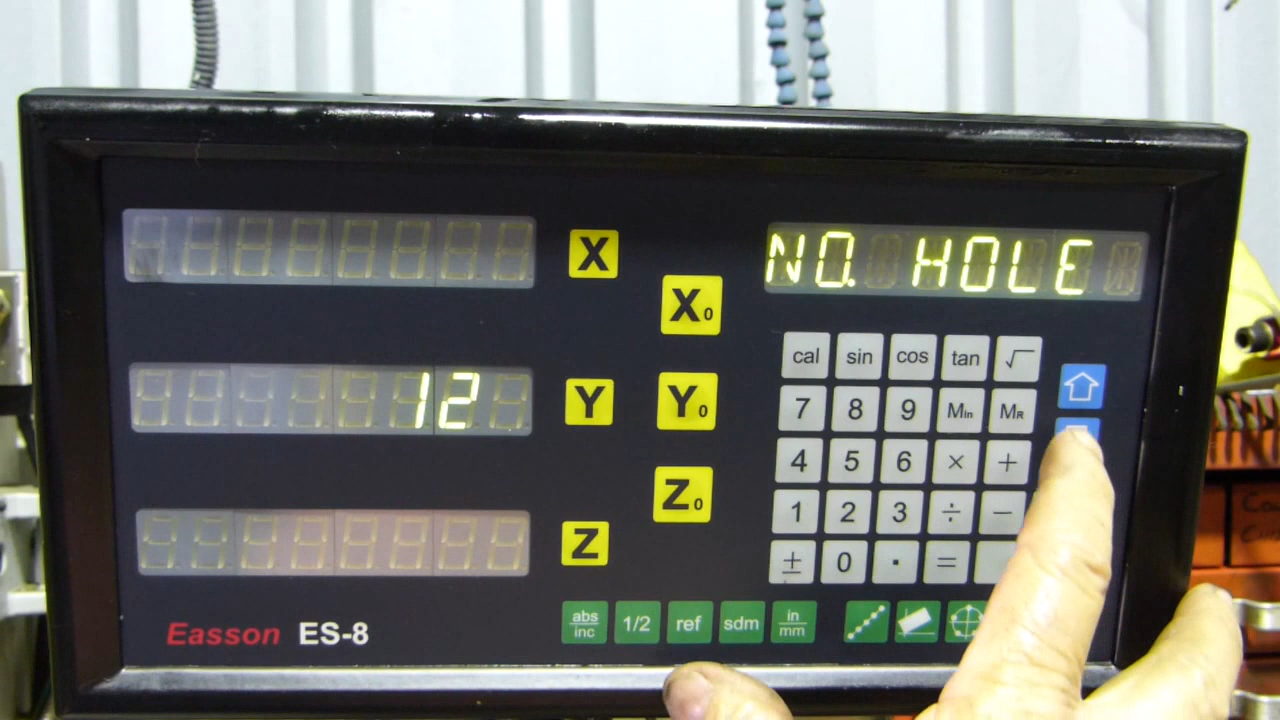 X
NO. HOLE
X0
cal sin cos tan √
12
Y
Y0
7 8 9 MIn MR
4 5 6 × +
Z0
1 2 3 ÷ −
Z
± 0 . =
Easson ES-8
abs/inc 1/2 ref sdm in/mm